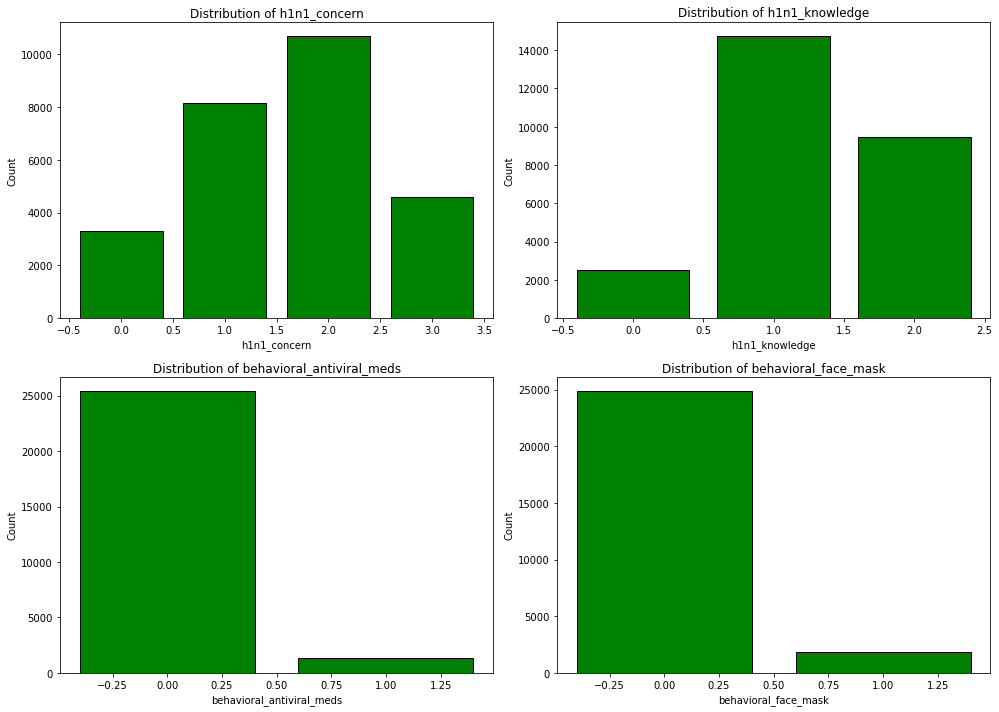 Distribution of h1n1_concern
Count
10000
8000
6000
4000
2000
0
−0.5 0.0 0.5 1.0 1.5 2.0 2.5 3.0 3.5
h1n1_concern
Distribution of h1n1_knowledge
Count
14000
12000
10000
8000
6000
4000
2000
0
−0.5 0.0 0.5 1.0 1.5 2.0 2.5
h1n1_knowledge
Distribution of behavioral_antiviral_meds
Count
25000
20000
15000
10000
5000
0
−0.25 0.00 0.25 0.50 0.75 1.00 1.25
behavioral_antiviral_meds
Distribution of behavioral_face_mask
Count
25000
20000
15000
10000
5000
0
−0.25 0.00 0.25 0.50 0.75 1.00 1.25
behavioral_face_mask